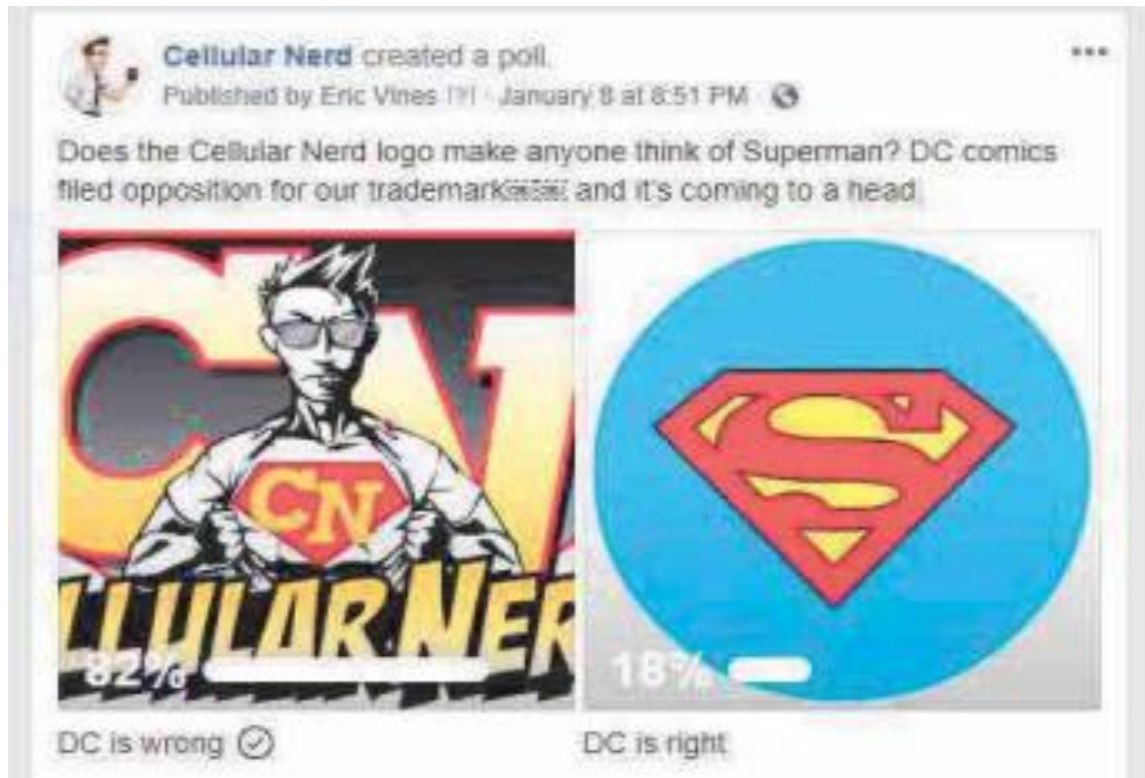 Cellular Nerd created a poll.
Published by Eric Vines [?] · January 8 at 8:51 PM ·
Does the Cellular Nerd logo make anyone think of Superman? DC comics
filed opposition for our trademark and it's coming to a head.
CN
CN
LLULAR NER
82%
S
18%
DC is wrong
DC is right